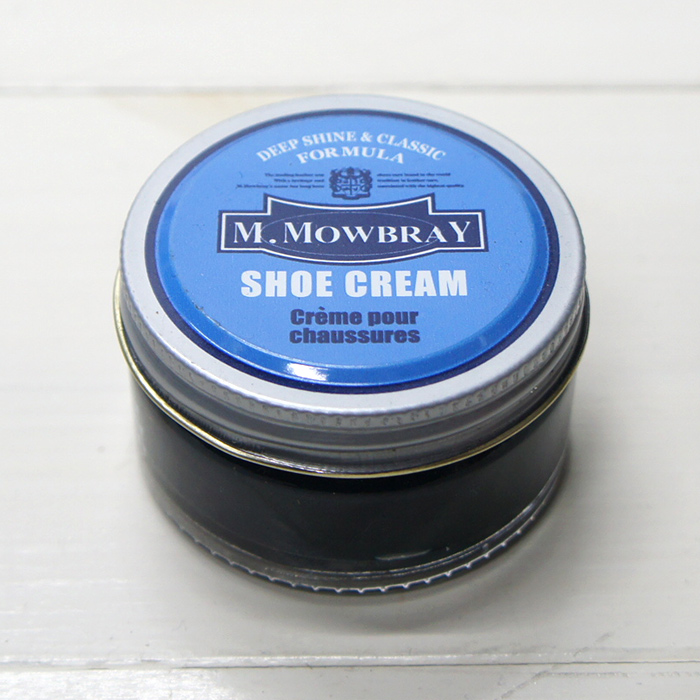 DEEP SHINE & CLASSIC
FORMULA
M. MOWBRAY
SHOE CREAM
Crème pour
chaussures